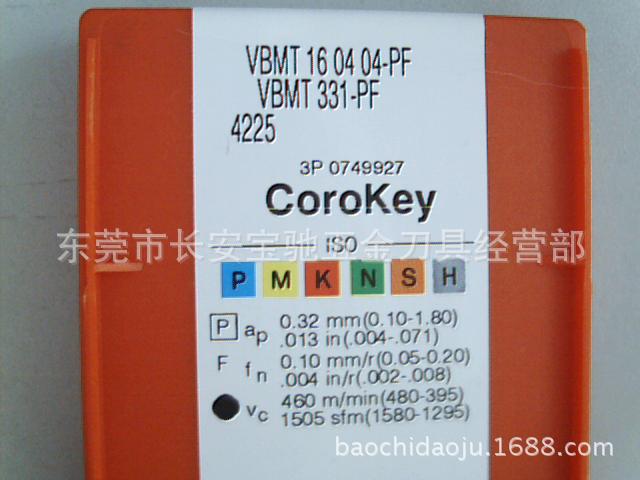 VBMT 16 04 04-PF
VBMT 331-PF
4225
3P 0749927
CoroKey
东莞市长安宝驰五金刀具经营部
ISO
P M K N S H
P ap 0.32 mm(0.10-1.80)
.013 in(.004-.071)
F fn 0.10 mm/r(0.05-0.20)
.004 in/r(.002-.008)
vc 460 m/min(480-395)
1505 sfm(1580-1295)
baochidaoju.1688.com